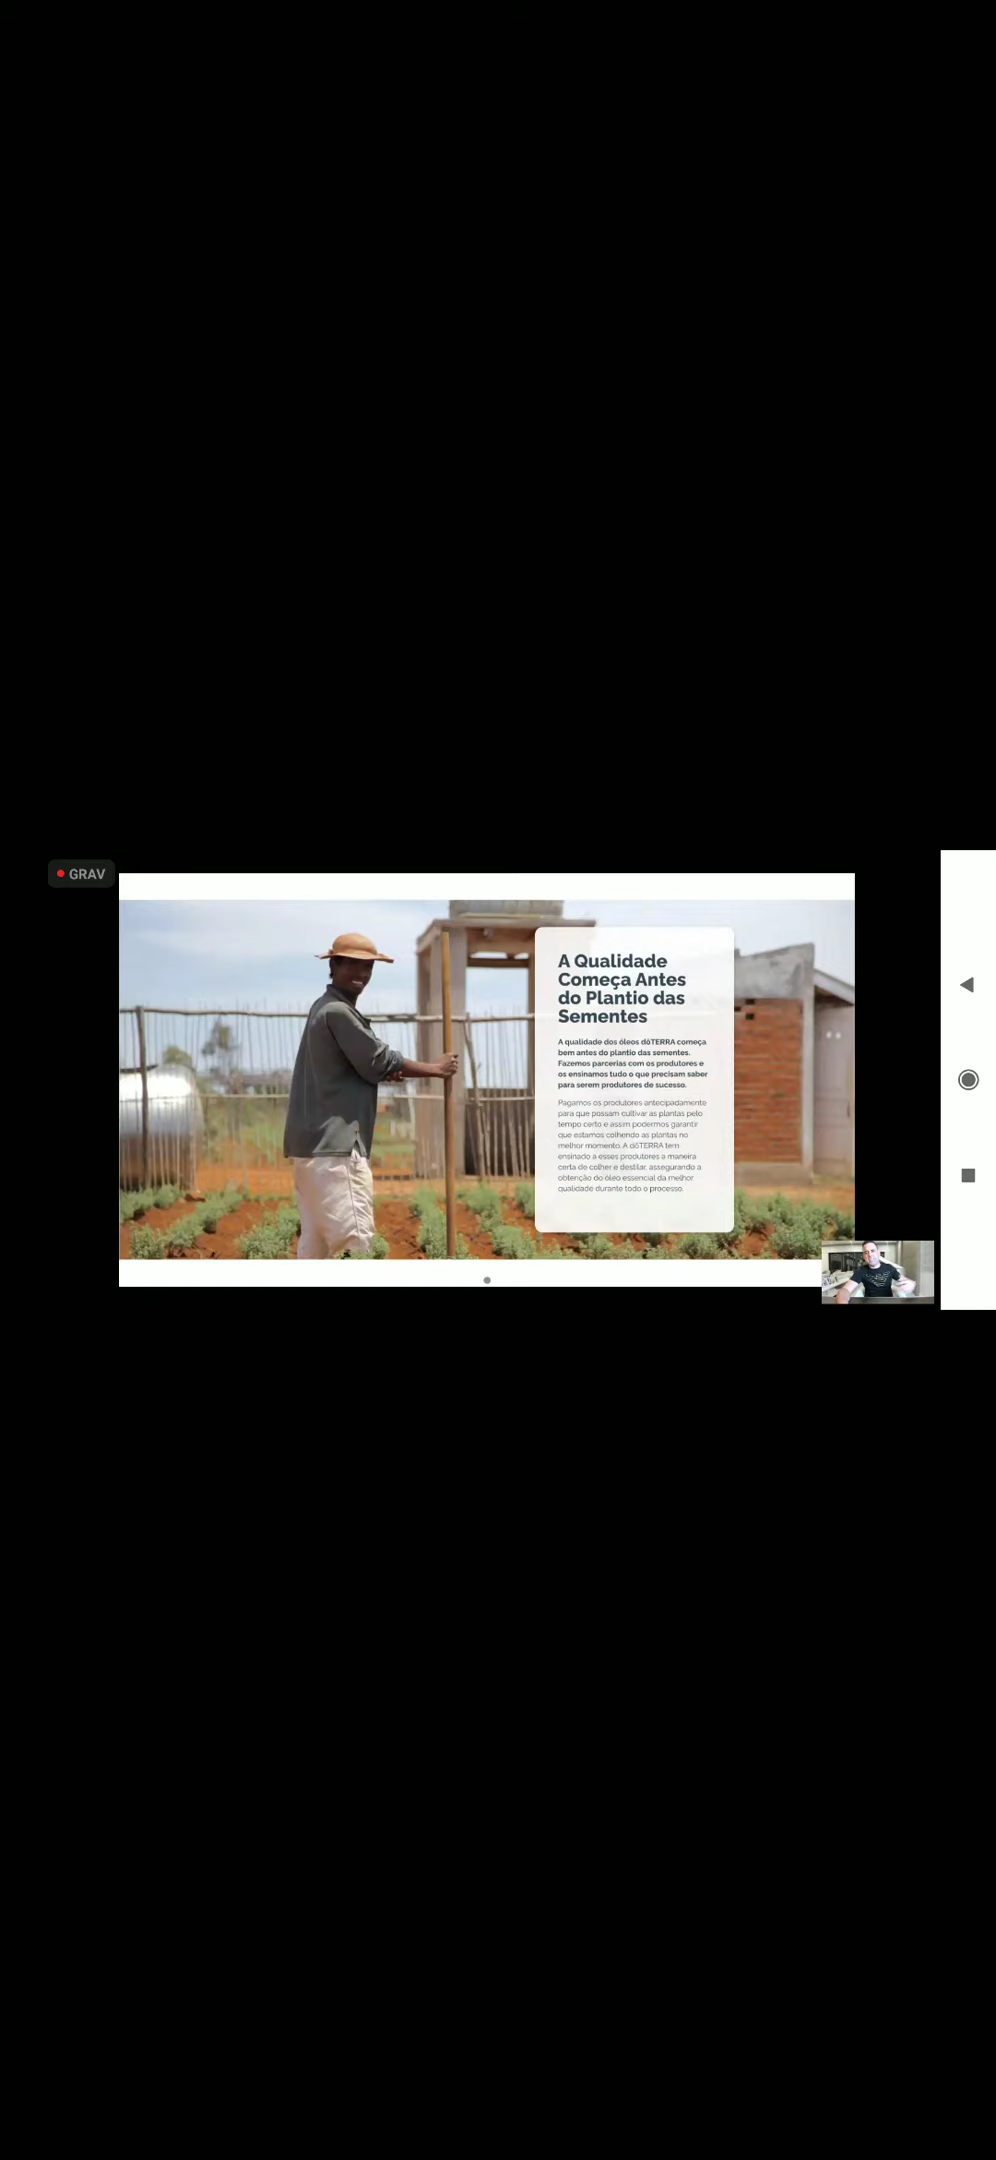 GRAV
A Qualidade
Começa Antes
do Plantio das
Sementes
A qualidade dos óleos dōTERRA começa
bem antes do plantio das sementes.
Fazemos parcerias com os produtores e
os ensinamos tudo o que precisam saber
para serem produtores de sucesso.
Pagamos os produtores antecipadamente
para que possam cultivar as plantas pelo
tempo certo e assim podermos garantir
que estamos colhendo as plantas no
melhor momento. A dōTERRA tem
ensinado a esses produtores a maneira
certa de colher e destilar, assegurando a
obtenção do óleo essencial da melhor
qualidade durante todo o processo.